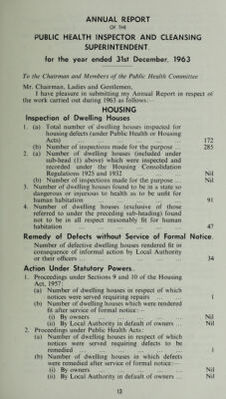 ANNUAL REPORT
OF THE
PUBLIC HEALTH INSPECTOR AND CLEANSING
SUPERINTENDENT.
for the year ended 31st December, 1963
To the Chairman and Members of the Public Health Committee
Mr. Chairman, Ladies and Gentlemen,
I have pleasure in submitting my Annual Report in respect of
the work carried out during 1963 as follows:—
HOUSING
Inspection of Dwelling Houses
1. (a) Total number of dwelling houses inspected for
housing defects (under Public Health or Housing
Acts) ... 172
(b) Number of inspections made for the purpose ... 285
2. (a) Number of dwelling houses (included under
sub-head (1) above) which were inspected and
recorded under the Housing Consolidation
Regulations 1925 and 1932 ... Nil
(b) Number of inspections made for the purpose ... Nil
3. Number of dwelling houses found to be in a state so
dangerous or injurious to health as to be unfit for
human habitation ... 91
4. Number of dwelling houses (exclusive of those
referred to under the preceding sub-heading) found
not to be in all respect reasonably fit for human
habitation ... 47
Remedy of Defects without Service of Formal Notice.
Number of defective dwelling houses rendered fit in
consequence of informal action by Local Authority
or their officers ... 34
Action Under Statutory Powers.
1. Proceedings under Sections 9 and 10 of the Housing
Act, 1957:
(a) Number of dwelling houses in respect of which
notices were served requiring repairs 1
(b) Number of dwelling houses which were rendered
fit after service of formal notice:—
(i) By owners ... Nil
(ii) By Local Authority in default of owners ... Nil
2. Proceedings under Public Health Acts:
(a) Number of dwelling houses in respect of which
notices were served requiring defects to be
remedied ... 1
(b) Number of dwelling houses in which defects
were remedied after service of formal notice:—
(i) By owners ... Nil
(ii) By Local Authority in default of owners ... Nil